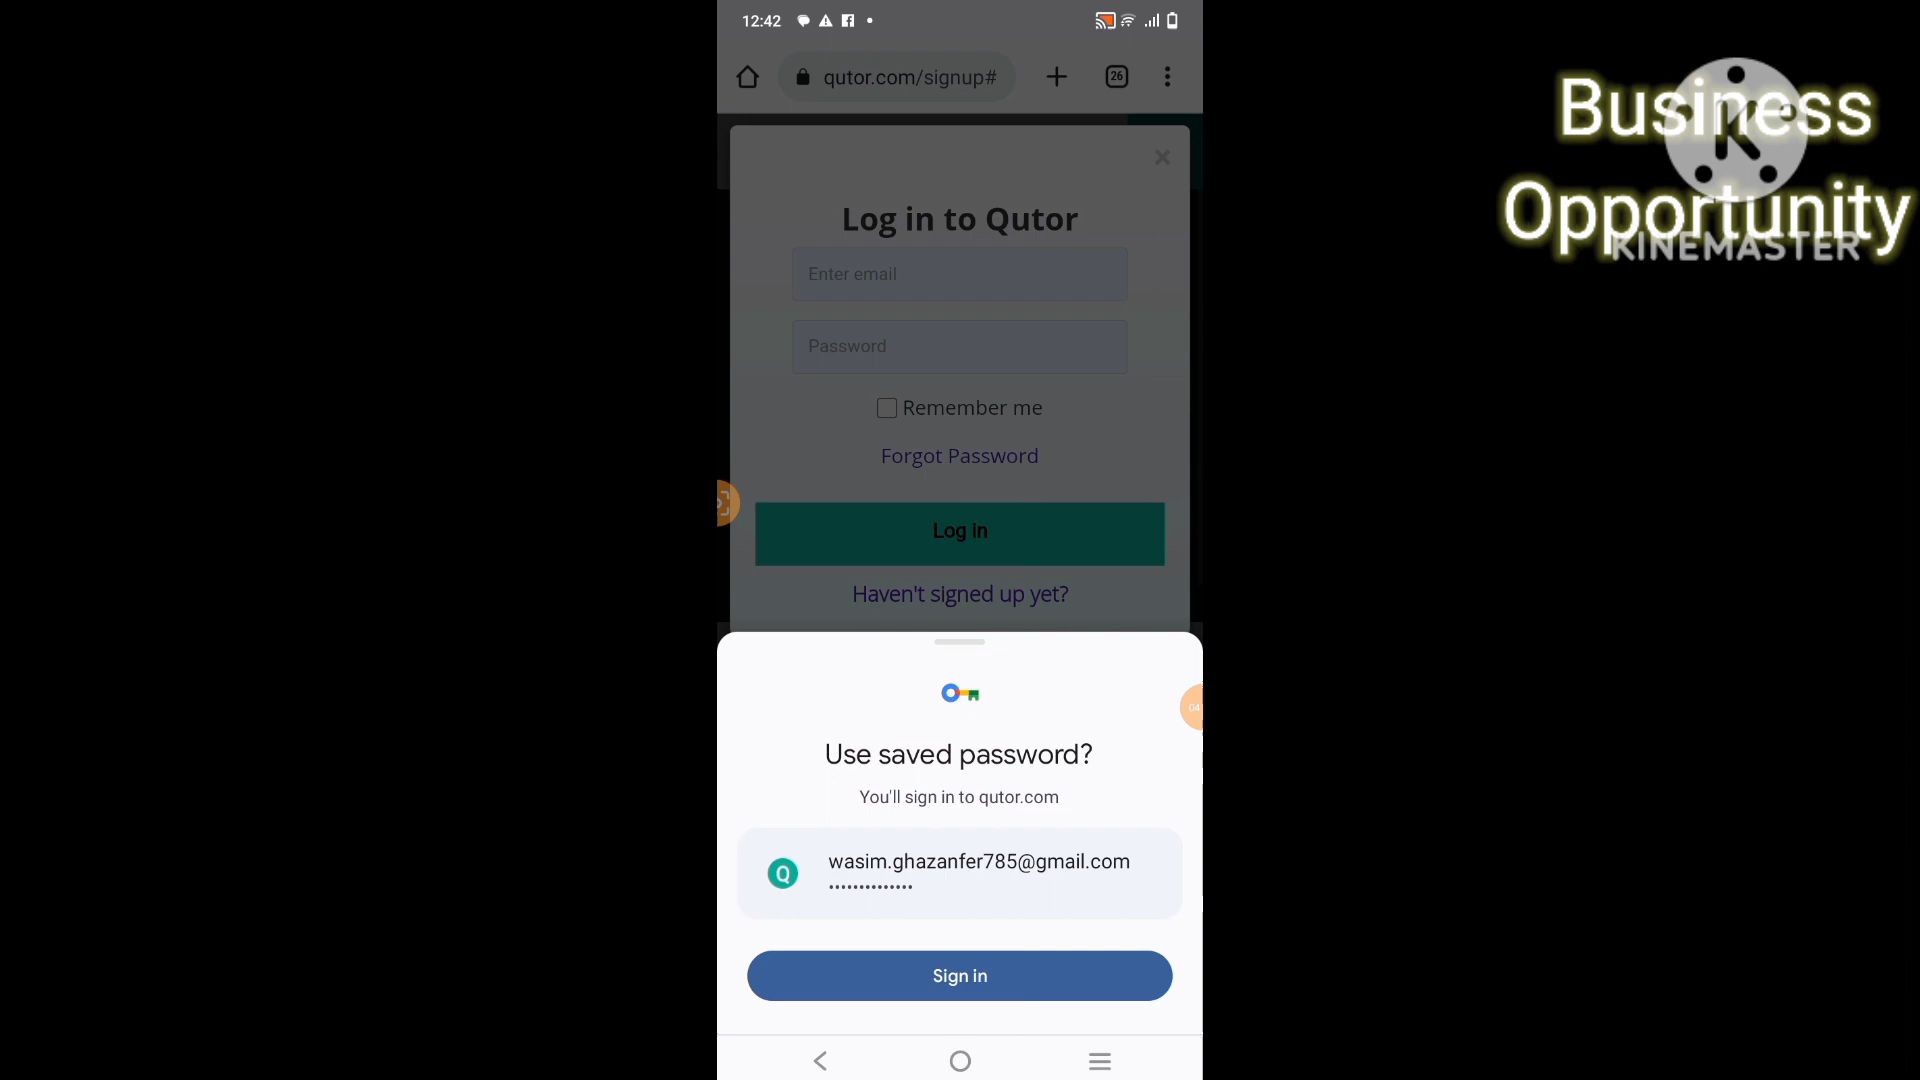 12:42
qutor.com/signup#
26
Log in to Qutor
Enter email
Password
Remember me
Forgot Password
Log in
Haven't signed up yet?
Use saved password?
You'll sign in to qutor.com
Q
wasim.ghazanfer785@gmail.com
••••••••••••••
Sign in
Business
Opportunity
K
KINEMASTER